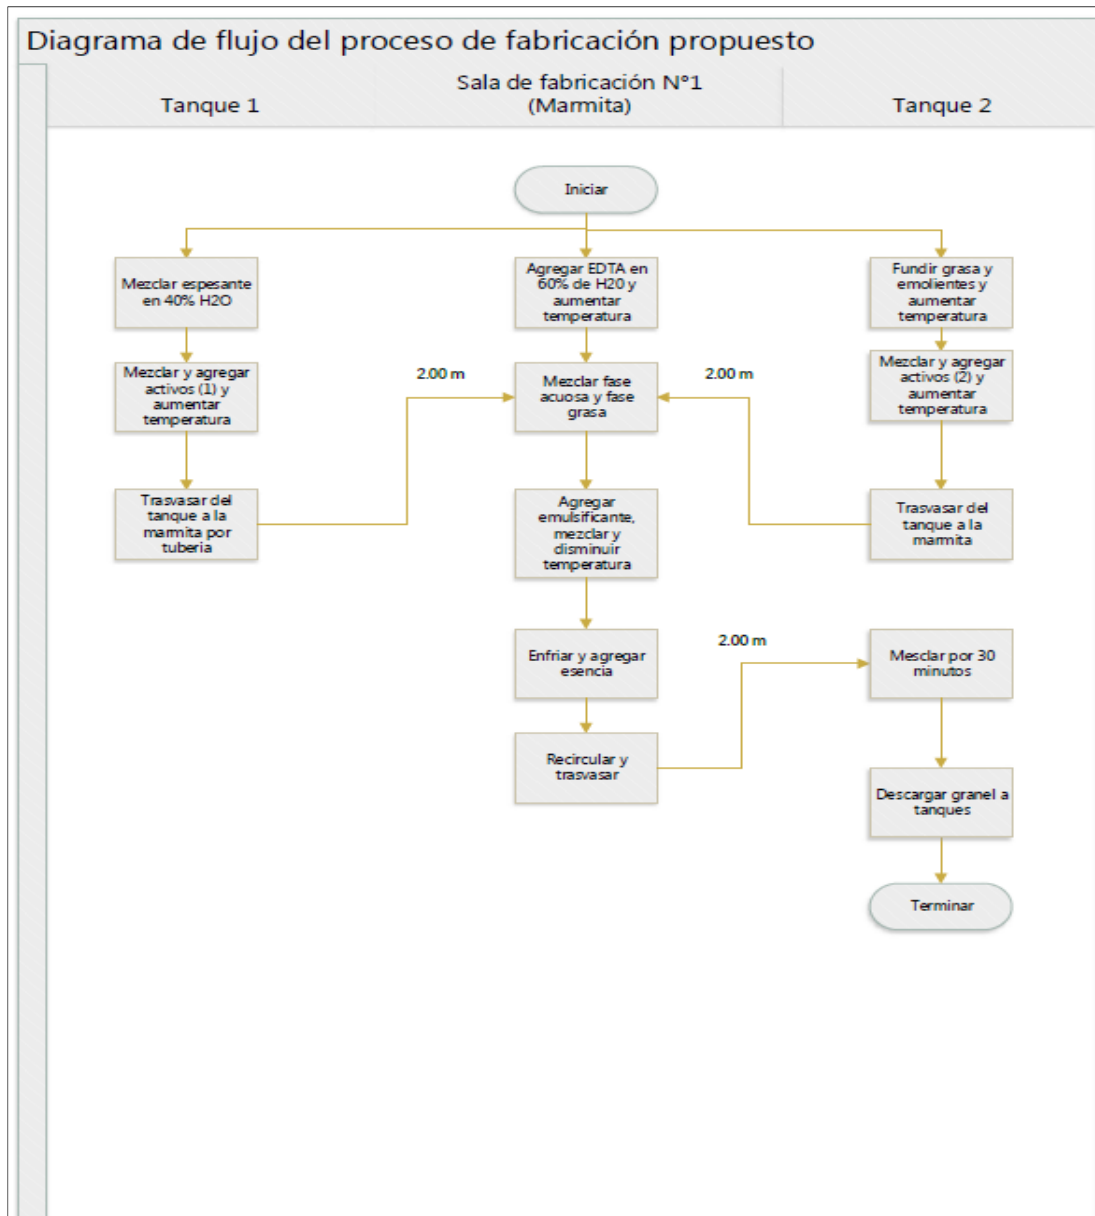 Diagrama de flujo del proceso de fabricación propuesto
Tanque 1
Sala de fabricación N°1
(Marmita)
Tanque 2
Iniciar
Mezclar espesante
en 40% H2O
Agregar EDTA en
60% de H20 y
aumentar
temperatura
Fundir grasa y
emolientes y
aumentar
temperatura
Mezclar y agregar
activos (1) y
aumentar
temperatura
2.00 m
Mezclar fase
acuosa y fase
grasa
2.00 m
Mezclar y agregar
activos (2) y
aumentar
temperatura
Trasvasar del
tanque a la
marmita por
tuberia
Agregar
emulsificante,
mezclar y
disminuir
temperatura
Trasvasar del
tanque a la
marmita
Enfriar y agregar
esencia
2.00 m
Mesclar por 30
minutos
Recircular y
trasvasar
Descargar granel a
tanques
Terminar